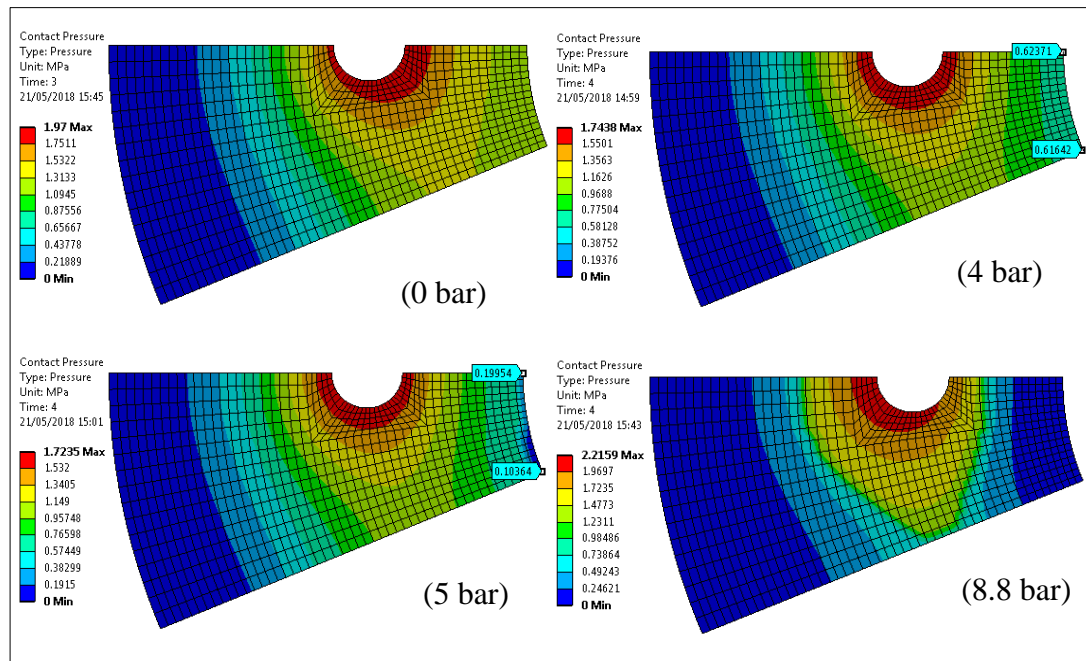 Contact Pressure
Type: Pressure
Unit: MPa
Time: 3
21/05/2018 15:45
1.97 Max
1.7511
1.5322
1.3133
1.0945
0.87556
0.65667
0.43778
0.21889
0 Min
(0 bar)
Contact Pressure
Type: Pressure
Unit: MPa
Time: 4
21/05/2018 14:59
1.7438 Max
1.5501
1.3563
1.1626
0.9688
0.77504
0.58128
0.38752
0.19376
0 Min
0.62371
0.61642
(4 bar)
Contact Pressure
Type: Pressure
Unit: MPa
Time: 4
21/05/2018 15:01
1.7235 Max
1.532
1.3405
1.149
0.95748
0.76598
0.57449
0.38299
0.1915
0 Min
0.19954
0.10364
(5 bar)
Contact Pressure
Type: Pressure
Unit: MPa
Time: 4
21/05/2018 15:43
2.2159 Max
1.9697
1.7235
1.4773
1.2311
0.98486
0.73864
0.49243
0.24621
0 Min
(8.8 bar)